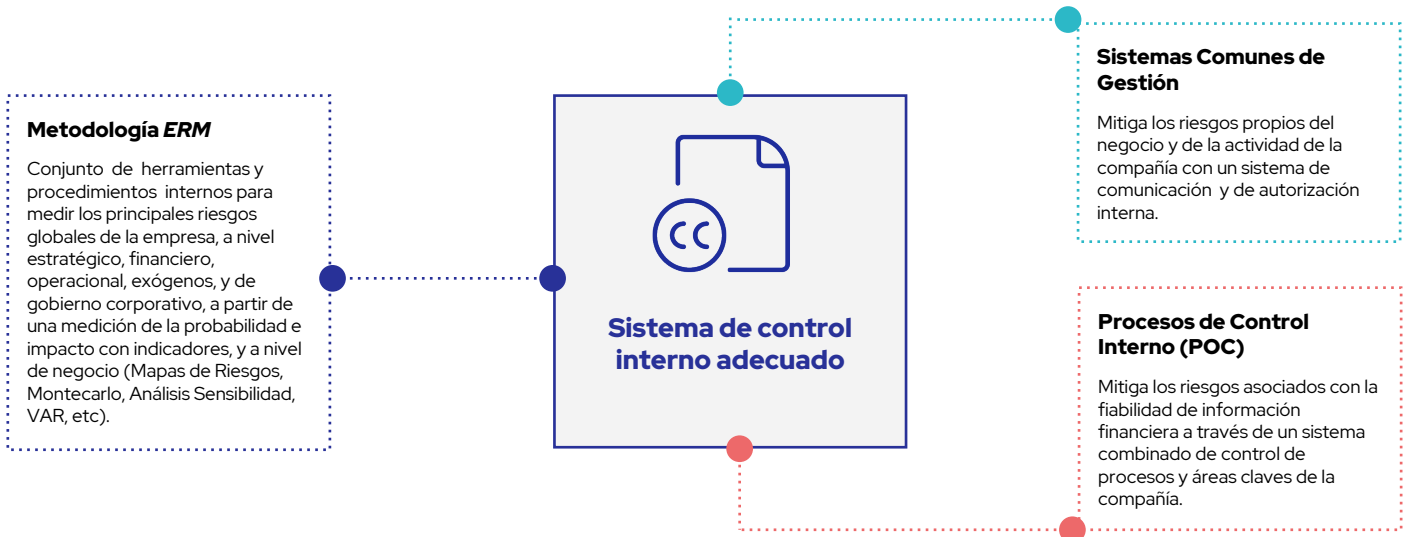 Metodología ERM
Conjunto de herramientas y
procedimientos internos para
medir los principales riesgos
globales de la empresa, a nivel
estratégico, financiero,
operacional, exógenos, y de
gobierno corporativo, a partir de
una medición de la probabilidad e
impacto con indicadores, y a nivel
de negocio (Mapas de Riesgos,
Montecarlo, Análisis Sensibilidad,
VAR, etc).
Sistema de control
interno adecuado
Sistemas Comunes de
Gestión
Mitiga los riesgos propios del
negocio y de la actividad de la
compañía con un sistema de
comunicación y de autorización
interna.
Procesos de Control
Interno (POC)
Mitiga los riesgos asociados con la
fiabilidad de información
financiera a través de un sistema
combinado de control de
procesos y áreas claves de la
compañía.